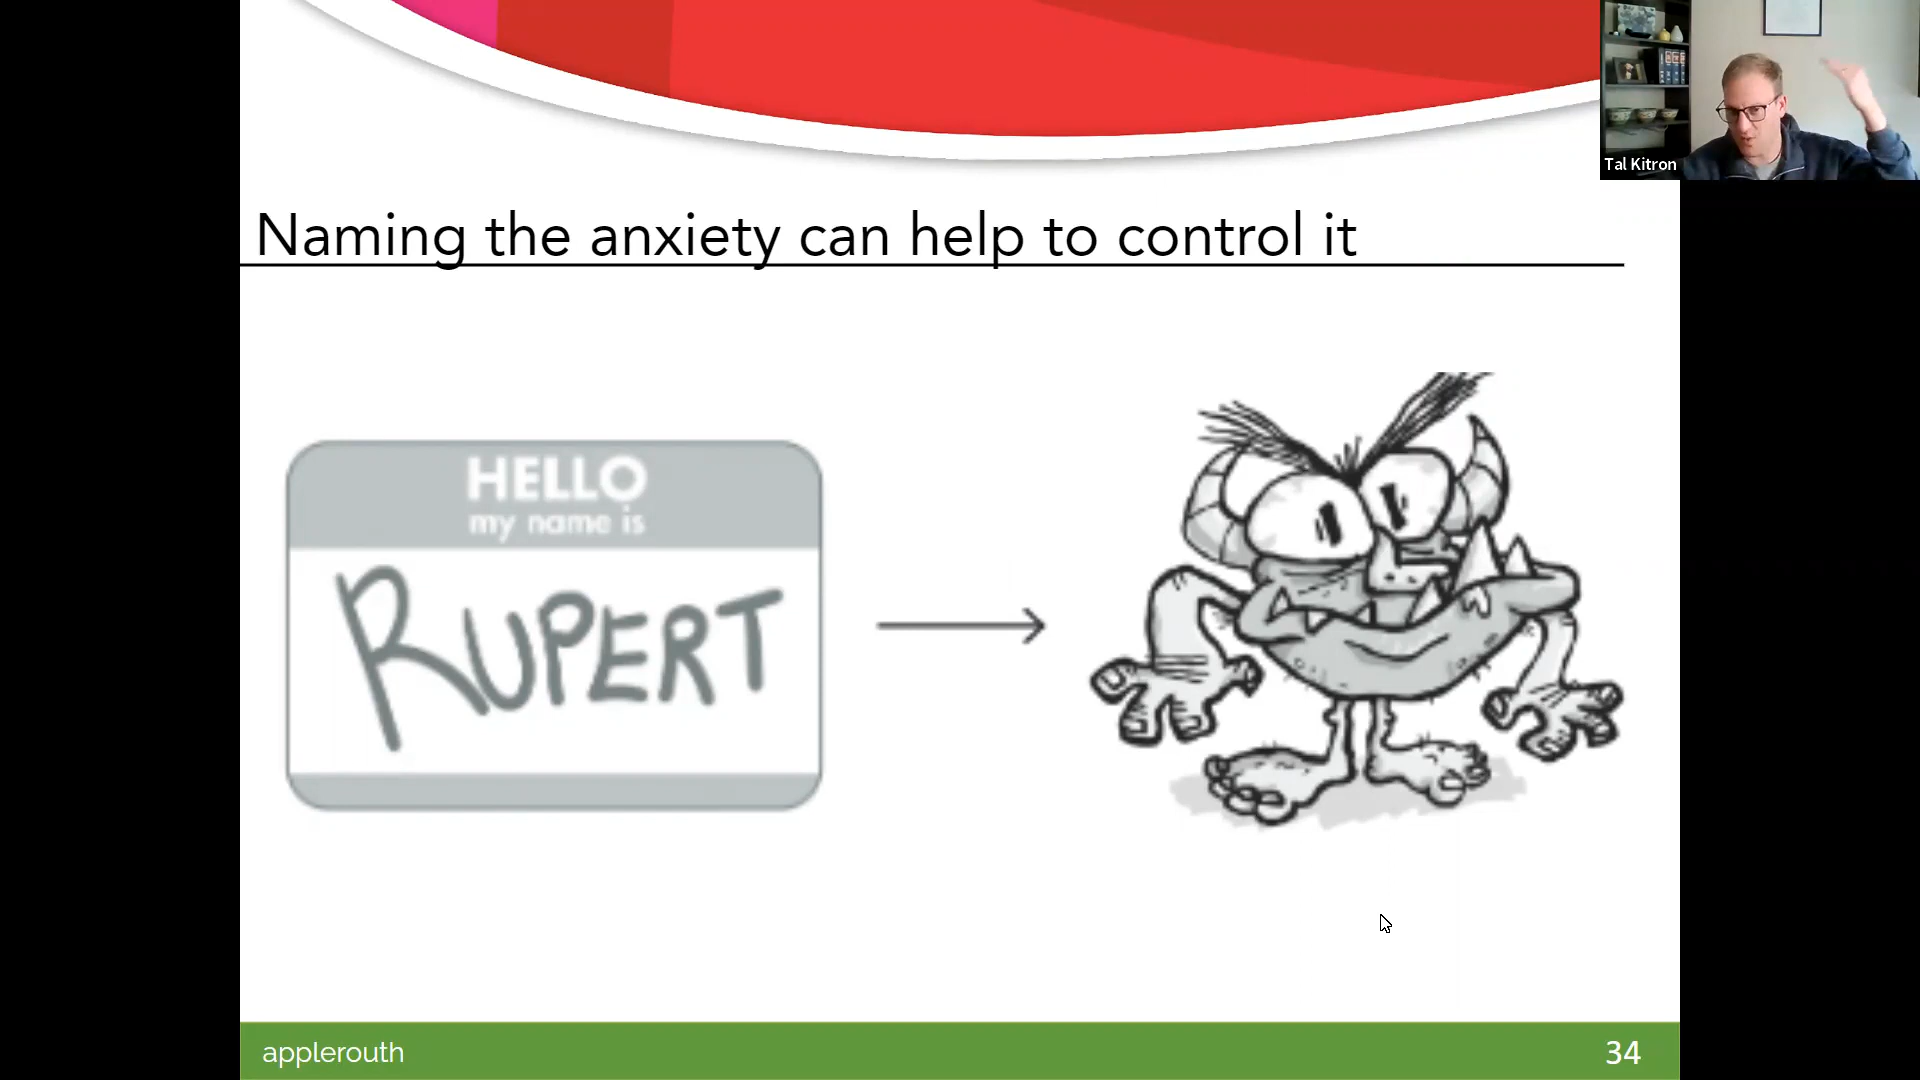 Tal Kitron
Naming the anxiety can help to control it
HELLO
my name is
RUPERT
applerouth
34